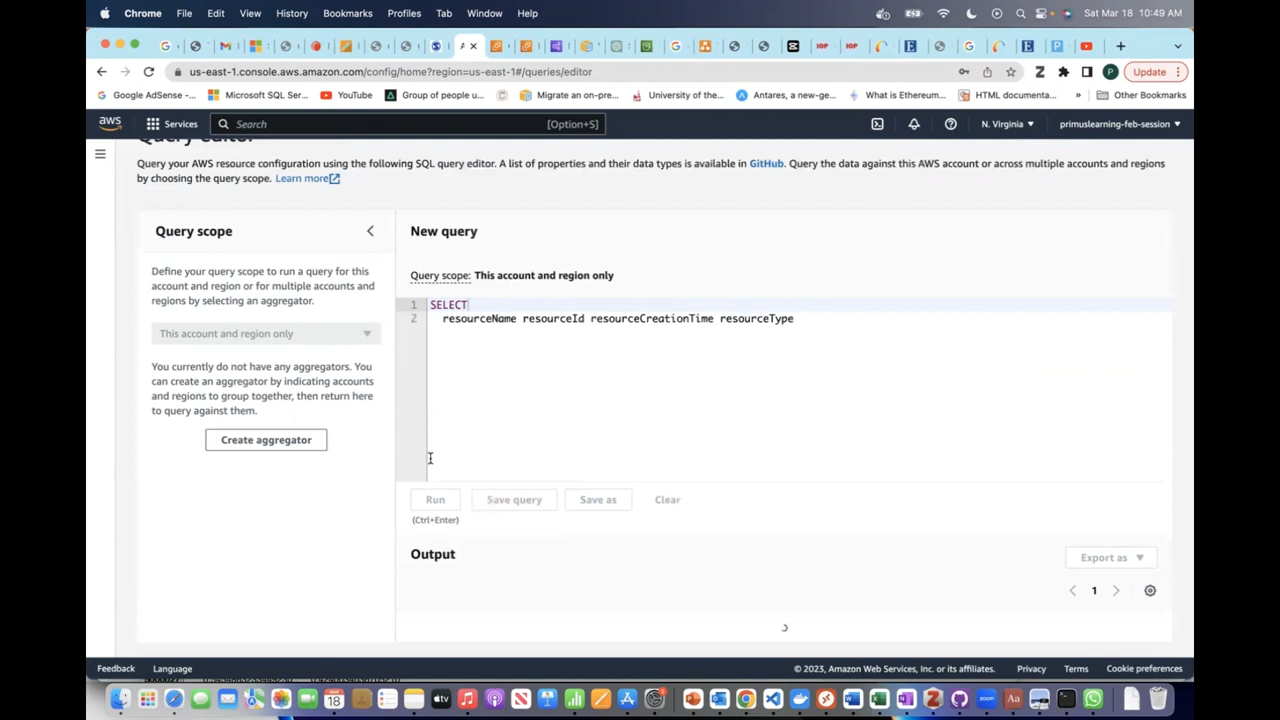 Chrome File Edit View History Bookmarks Profiles Tab Window Help Sat Mar 18 10:49 AM
us-east-1.console.aws.amazon.com/config/home?region=us-east-1#/queries/editor Update
Google AdSense -... Microsoft SQL Ser... YouTube Group of people u... Migrate an on-pre... University of the... Antares, a new-ge... What is Ethereum... HTML documenta... » Other Bookmarks
aws Services Search [Option+S] N. Virginia primuslearning-feb-session
Query editor
Query your AWS resource configuration using the following SQL query editor. A list of properties and their data types is available in GitHub. Query the data against this AWS account or across multiple accounts and regions
by choosing the query scope. Learn more
Query scope
Define your query scope to run a query for this
account and region or for multiple accounts and
regions by selecting an aggregator.
This account and region only
You currently do not have any aggregators. You
can create an aggregator by indicating accounts
and regions to group together, then return here
to query against them.
Create aggregator
New query
Query scope: This account and region only
1 SELECT
2 resourceName resourceId resourceCreationTime resourceType
Run Save query Save as Clear
(Ctrl+Enter)
Output
Export as
1
Feedback Language © 2023, Amazon Web Services, Inc. or its affiliates. Privacy Terms Cookie preferences